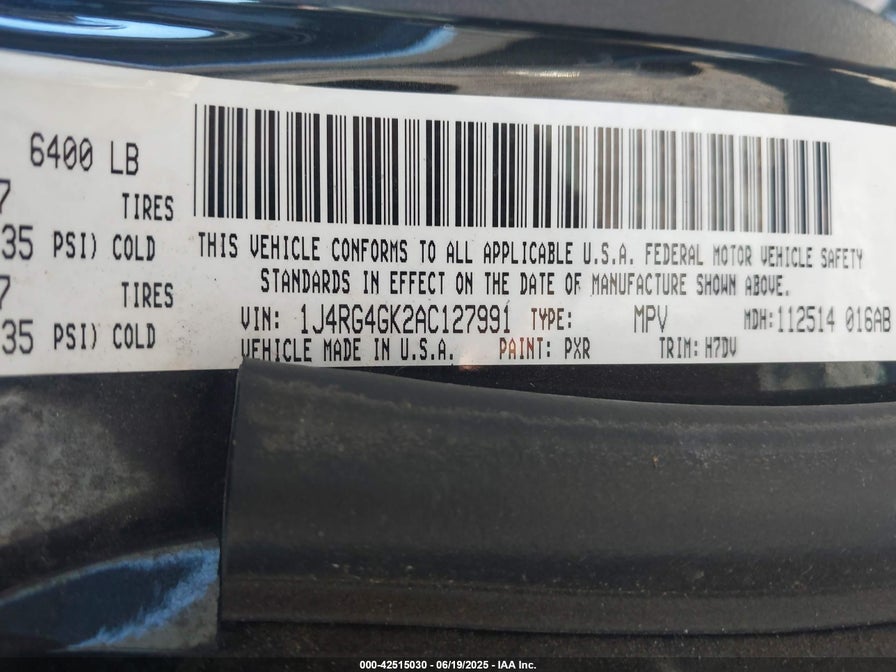 6400 LB
7 TIRES
35 PSI) COLD
7 TIRES
35 PSI) COLD
THIS VEHICLE CONFORMS TO ALL APPLICABLE U.S.A. FEDERAL MOTOR VEHICLE SAFETY
STANDARDS IN EFFECT ON THE DATE OF MANUFACTURE SHOWN ABOVE.
VIN: 1J4RG4GK2AC127991 TYPE: MPV MDH:112514 016AB
VEHICLE MADE IN U.S.A. PAINT: PXR TRIM: H7DV
000-42515030 - 06/19/2025 - IAA Inc.